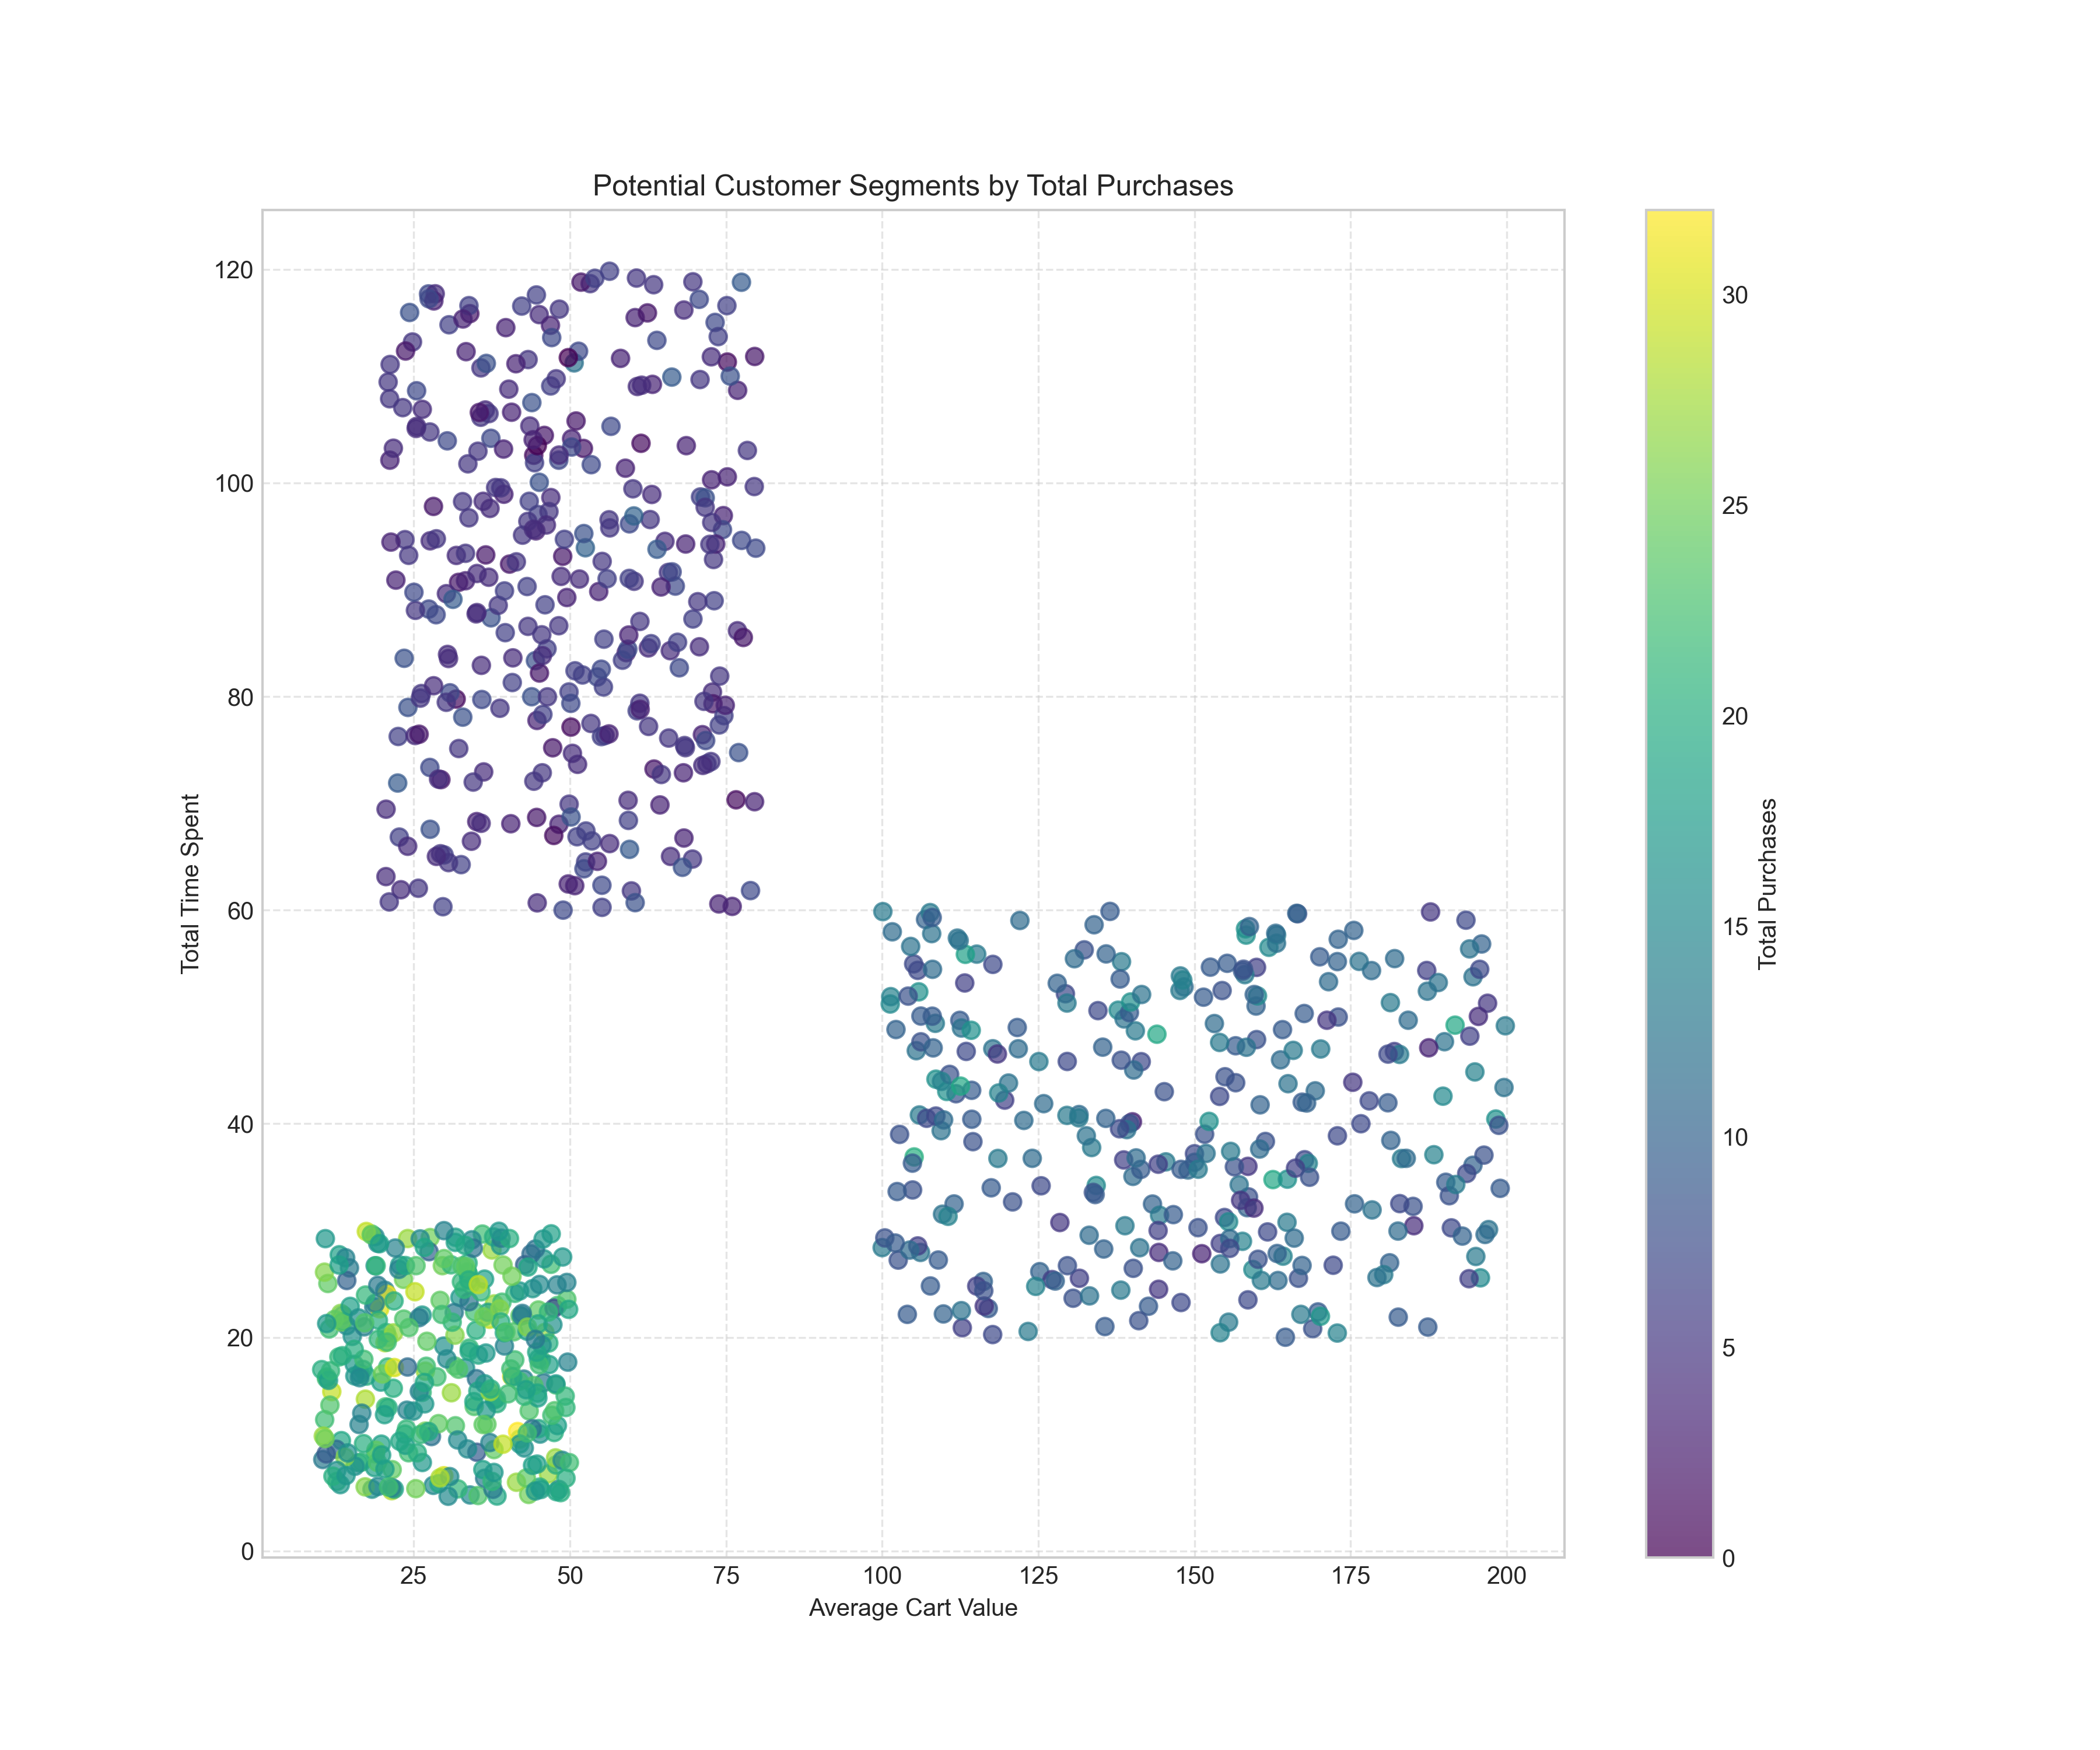 Potential Customer Segments by Total Purchases
120
100
80
60
40
20
0
Total Time Spent
25 50 75 100 125 150 175 200
Average Cart Value
30
25
20
15
10
5
0
Total Purchases